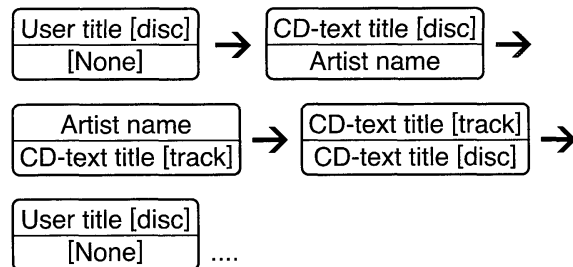 User title [disc]
[None]
CD-text title [disc]
Artist name
Artist name
CD-text title [track]
CD-text title [track]
CD-text title [disc]
User title [disc]
[None]
....